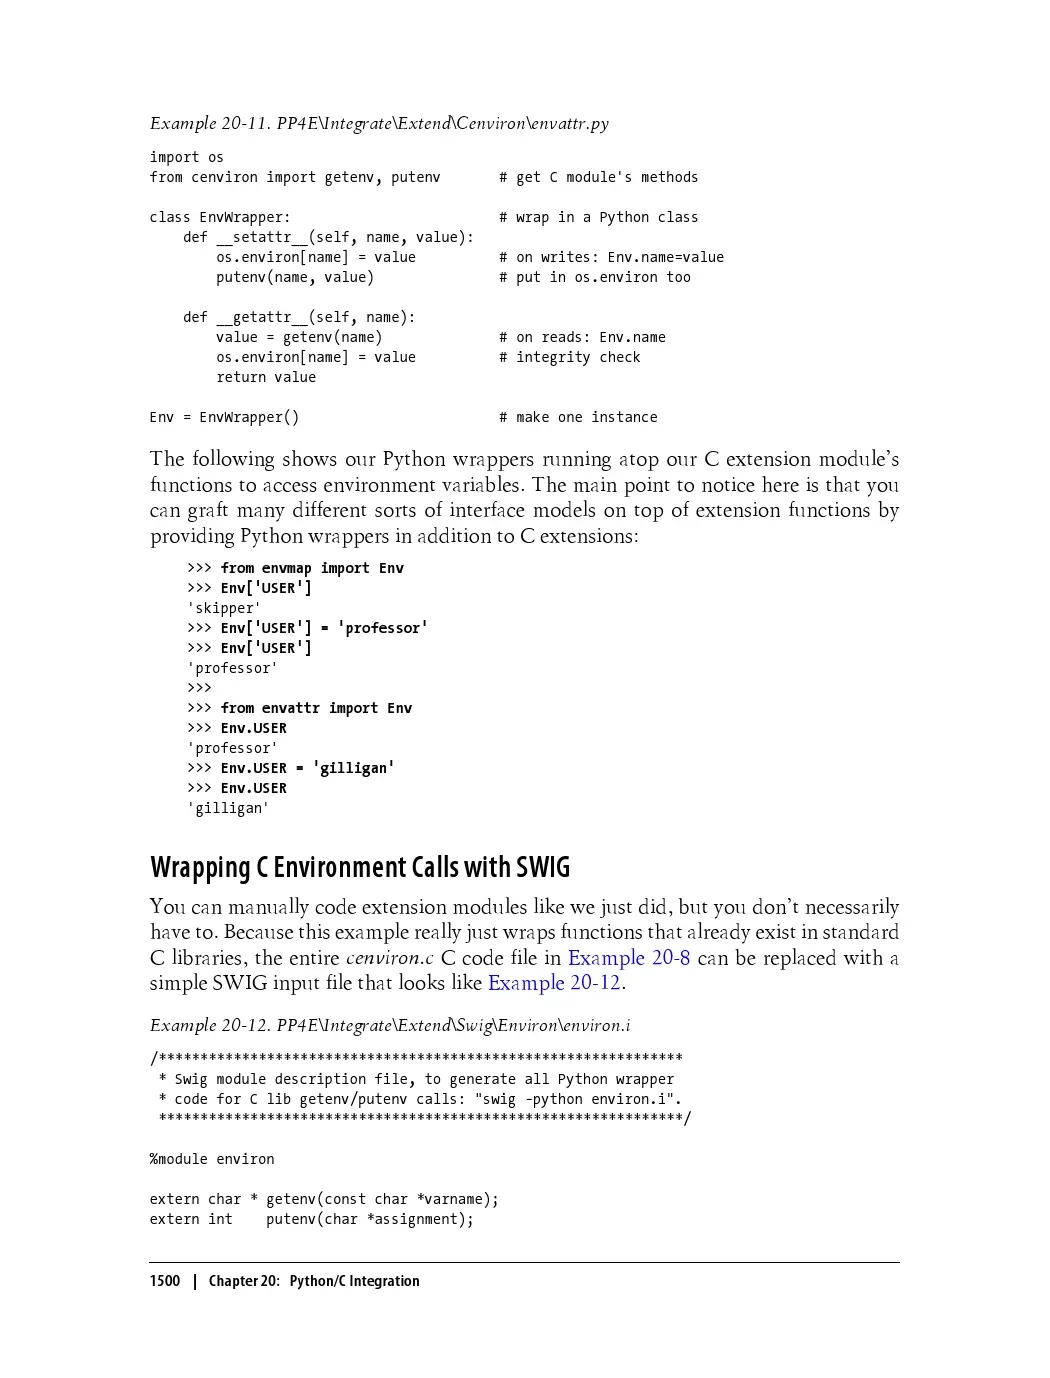 Example 20-11. PP4E\Integrate\Extend\Cenviron\envattr.py
import os
from cenviron import getenv, putenv       # get C module's methods
class EnvWrapper:                         # wrap in a Python class
    def __setattr__(self, name, value):
        os.environ[name] = value          # on writes: Env.name=value
        putenv(name, value)               # put in os.environ too
    def __getattr__(self, name):
        value = getenv(name)              # on reads: Env.name
        os.environ[name] = value          # integrity check
        return value
Env = EnvWrapper()                        # make one instance
The following shows our Python wrappers running atop our C extension module’s
functions to access environment variables. The main point to notice here is that you
can graft many different sorts of interface models on top of extension functions by
providing Python wrappers in addition to C extensions:
>>> from envmap import Env
>>> Env['USER']
'skipper'
>>> Env['USER'] = 'professor'
>>> Env['USER']
'professor'
>>>
>>> from envattr import Env
>>> Env.USER
'professor'
>>> Env.USER = 'gilligan'
>>> Env.USER
'gilligan'
Wrapping C Environment Calls with SWIG
You can manually code extension modules like we just did, but you don’t necessarily
have to. Because this example really just wraps functions that already exist in standard
C libraries, the entire cenviron.c C code file in Example 20-8 can be replaced with a
simple SWIG input file that looks like Example 20-12.
Example 20-12. PP4E\Integrate\Extend\Swig\Environ\environ.i
/***************************************************************
 * Swig module description file, to generate all Python wrapper
 * code for C lib getenv/putenv calls: "swig -python environ.i".
 ***************************************************************/
%module environ
extern char * getenv(const char *varname);
extern int    putenv(char *assignment);
1500 | Chapter 20: Python/C Integration